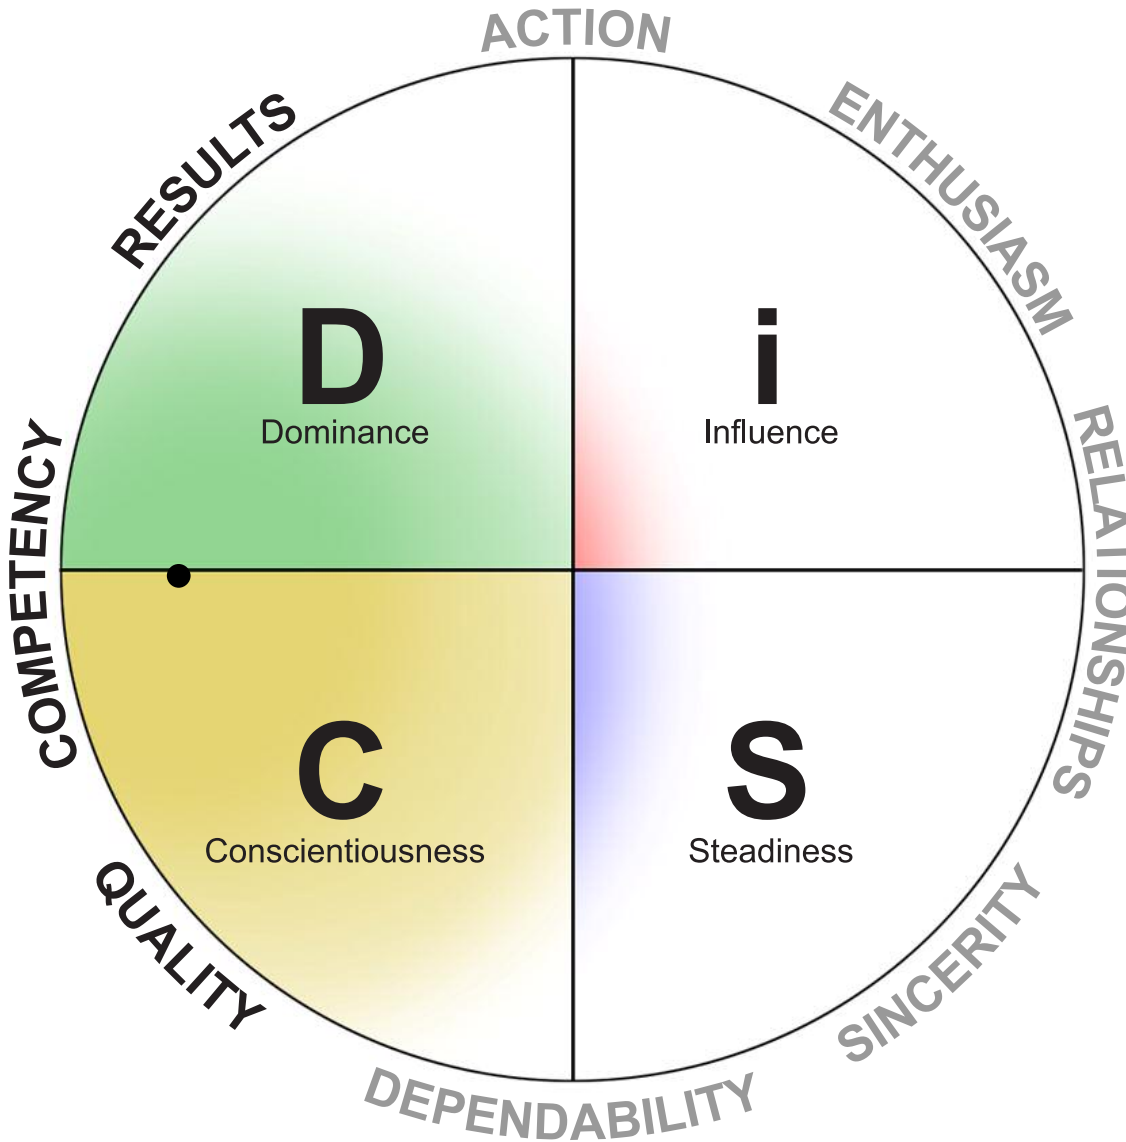 ACTION
ENTHUSIASM
RESULTS
D
Dominance
i
Influence
COMPETENCY
RELATIONSHIPS
C
Conscientiousness
S
Steadiness
QUALITY
SINCERITY
DEPENDABILITY